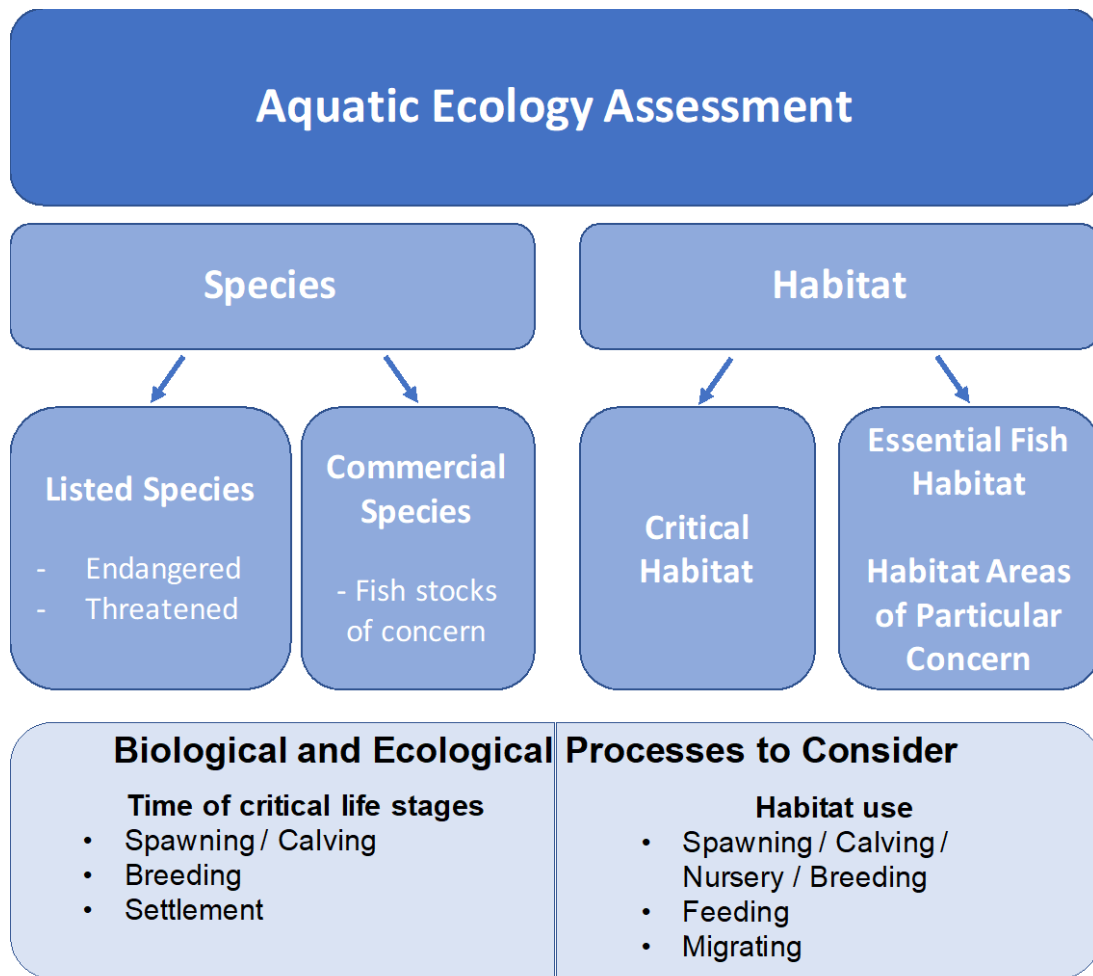 Aquatic Ecology Assessment
Species
Habitat
Listed Species
- Endangered
- Threatened
Commercial
Species
- Fish stocks
of concern
Critical
Habitat
Essential Fish
Habitat
Habitat Areas
of Particular
Concern
Biological and Ecological Processes to Consider
Time of critical life stages
• Spawning / Calving
• Breeding
• Settlement
Habitat use
• Spawning / Calving /
Nursery / Breeding
• Feeding
• Migrating